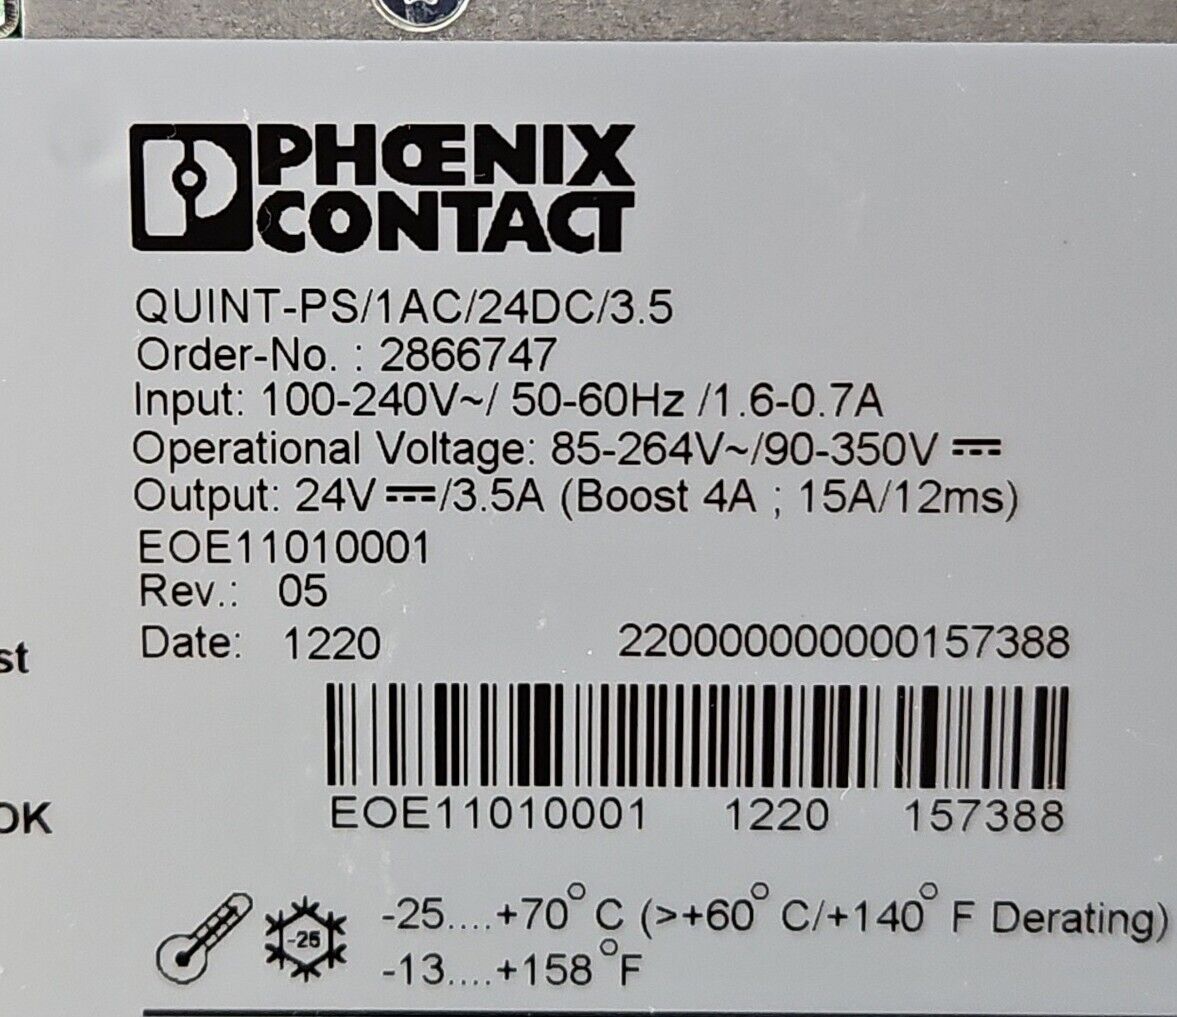 PHŒNIX
CONTACT
QUINT-PS/1AC/24DC/3.5
Order-No. : 2866747
Input: 100-240V~/ 50-60Hz /1.6-0.7A
Operational Voltage: 85-264V~/90-350V ⎓
Output: 24V ⎓/3.5A (Boost 4A ; 15A/12ms)
EOE11010001
Rev.: 05
Date: 1220 220000000000157388
st
EOE11010001 1220 157388
OK
-25
-25....+70°C (>+60°C/+140°F Derating)
-13....+158°F